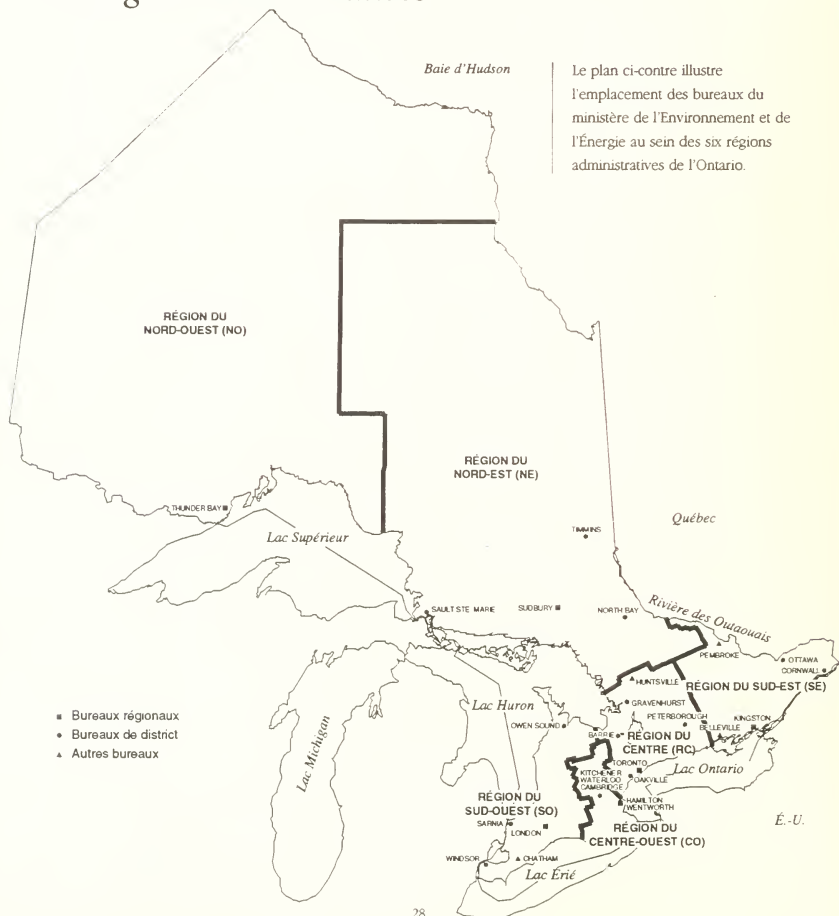 Baie d'Hudson
Le plan ci-contre illustre
l'emplacement des bureaux du
ministère de l'Environnement et de
l'Énergie au sein des six régions
administratives de l'Ontario.
RÉGION DU
NORD-OUEST (NO)
RÉGION DU
NORD-EST (NE)
THUNDER BAY
Lac Supérieur
TIMMINS
Québec
SAULT STE MARIE
SUDBURY
NORTH BAY
Rivière des Outaouais
PEMBROKE
OTTAWA
CORNWALL
HUNTSVILLE
RÉGION DU SUD-EST (SE)
Lac Huron
GRAVENHURST
OWEN SOUND
PETERBOROUGH
KINGSTON
BELLEVILLE
■ Bureaux régionaux
● Bureaux de district
▲ Autres bureaux
Lac Michigan
BARRIE
RÉGION DU
CENTRE (RC)
TORONTO
Lac Ontario
KITCHENER
WATERLOO
CAMBRIDGE
OAKVILLE
RÉGION DU
SUD-OUEST (SO)
HAMILTON
WENTWORTH
SARNIA
LONDON
É.-U.
RÉGION DU
CENTRE-OUEST (CO)
WINDSOR
CHATHAM
Lac Érié
28